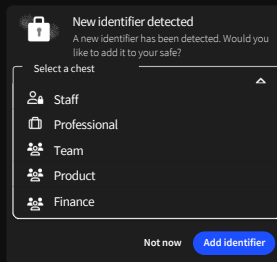 New identifier detected
A new identifier has been detected. Would you
like to add it to your safe?
Select a chest
Staff
Professional
Team
Product
Finance
Not now
Add identifier